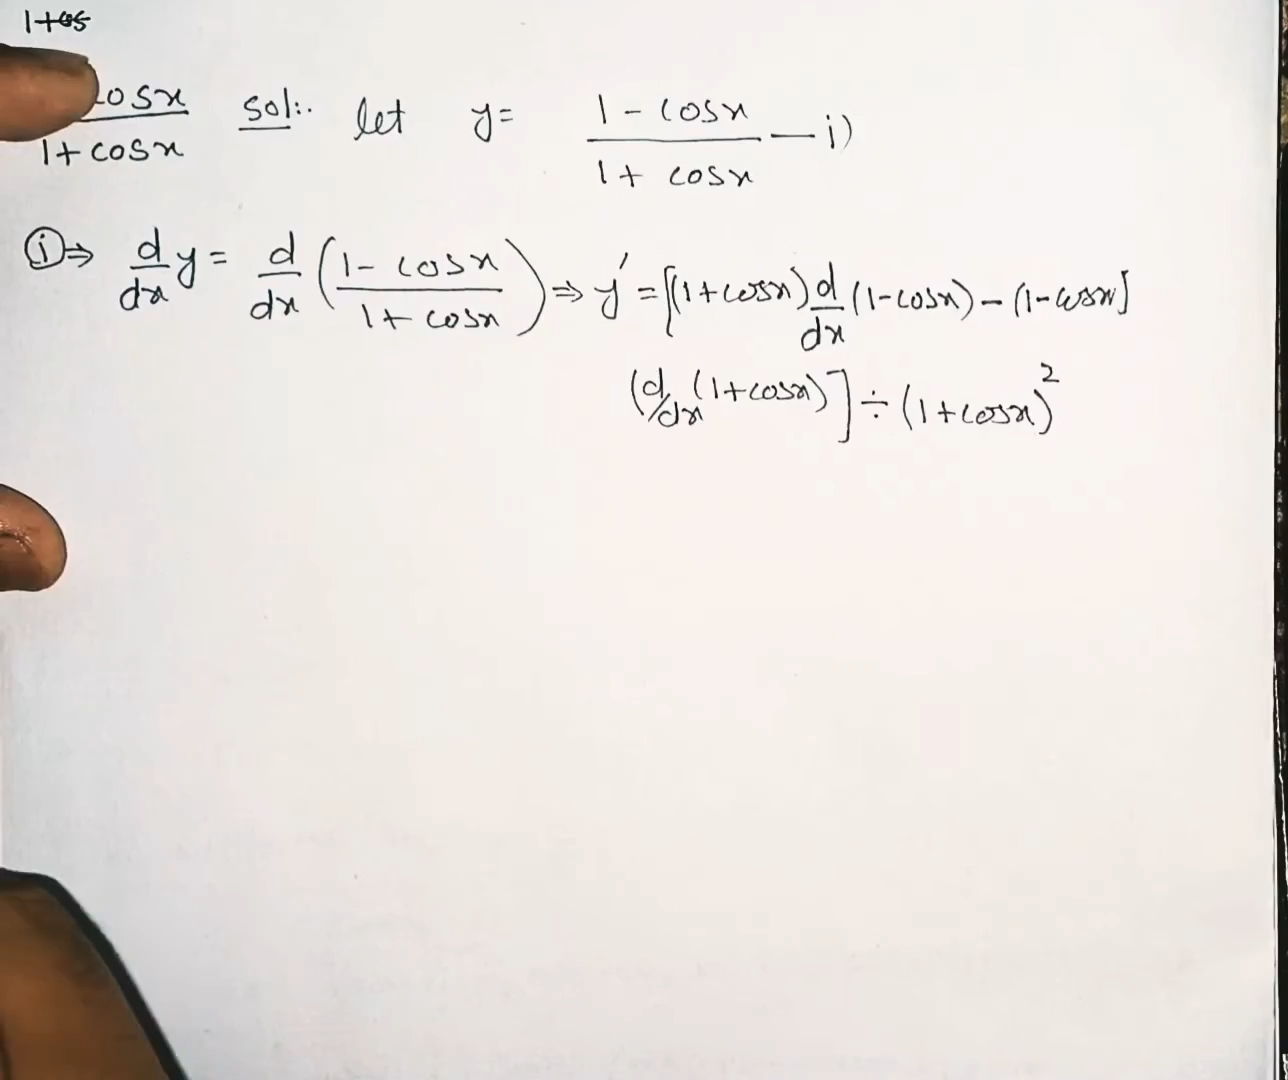 1+cos
cosx/1+cosx sol:. let y= 1-cosx/1+cosx — i)
(i)⇒ d/dx y= d/dx (1-cosx/1+cosx) ⇒ y' = [(1+cosx) d/dx (1-cosx) - (1-cosx]
(d/dx (1+cosx)] ÷ (1+cosx)²